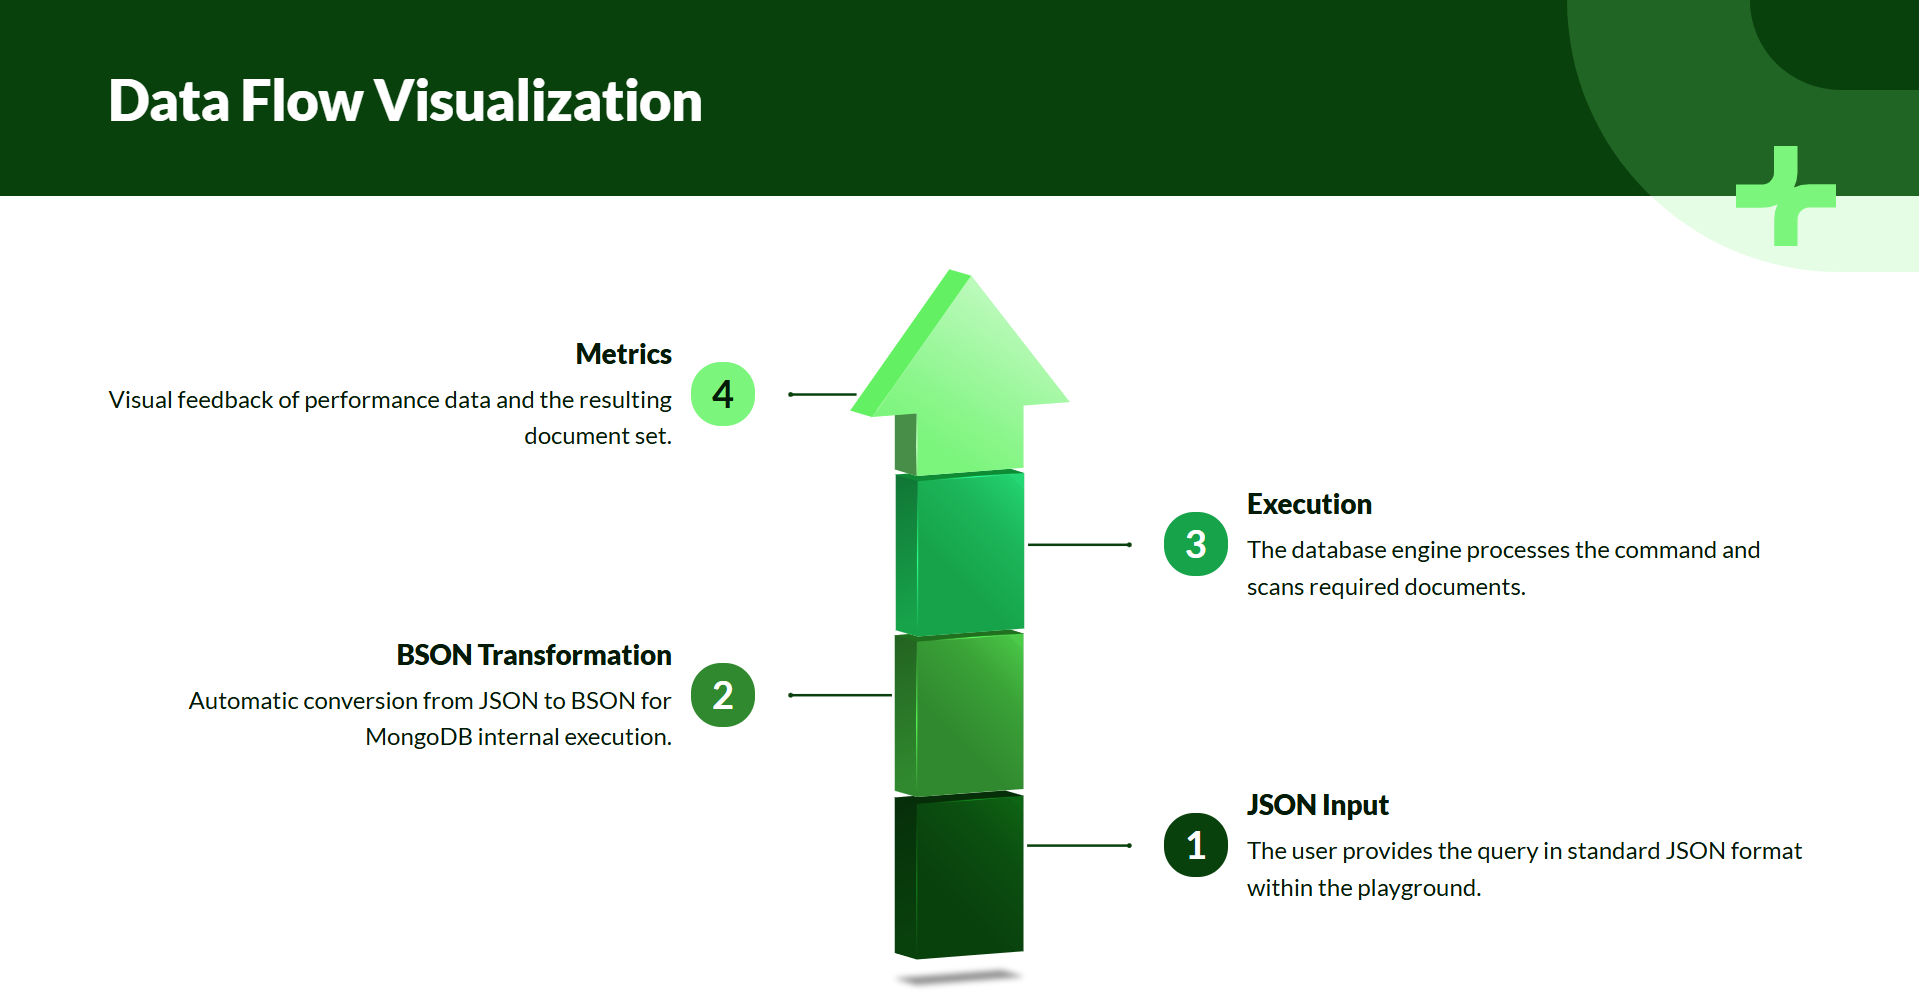 Data Flow Visualization
Metrics
4
Visual feedback of performance data and the resulting
document set.
Execution
3
The database engine processes the command and
scans required documents.
BSON Transformation
2
Automatic conversion from JSON to BSON for
MongoDB internal execution.
JSON Input
1
The user provides the query in standard JSON format
within the playground.